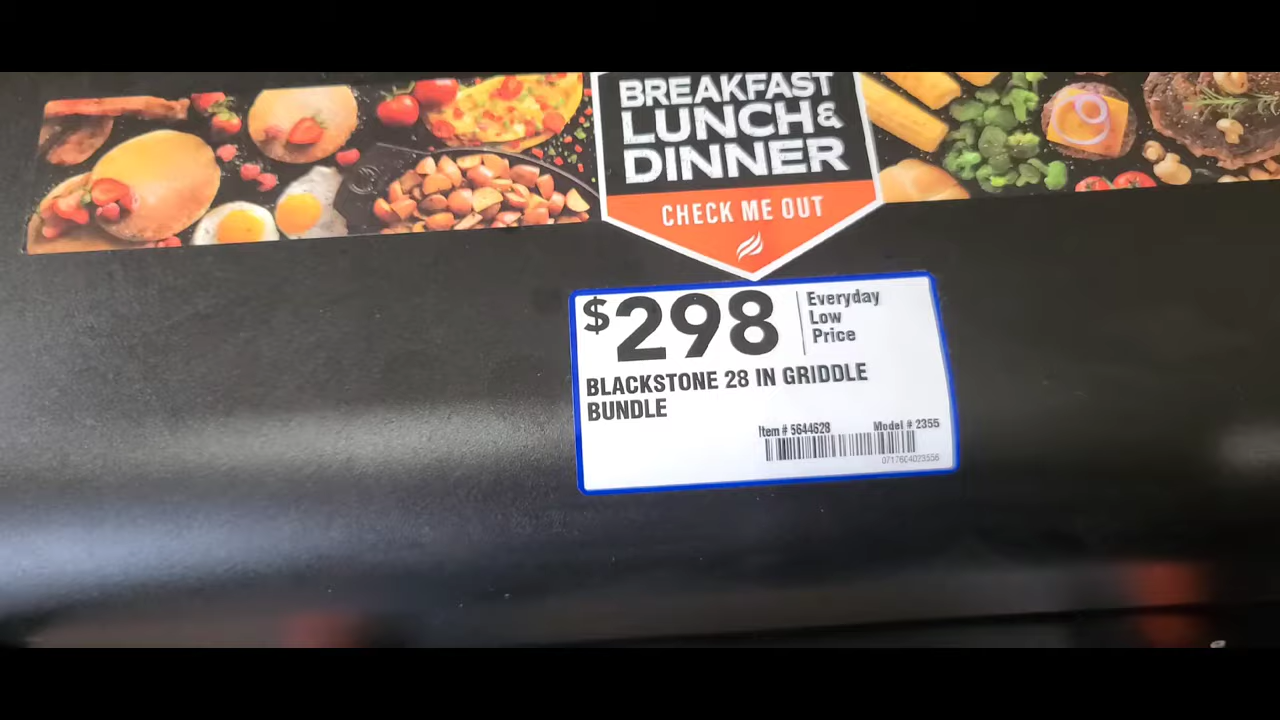 BREAKFAST
LUNCH &
DINNER
CHECK ME OUT
$298
Everyday
Low
Price
BLACKSTONE 28 IN GRIDDLE
BUNDLE
Item # 5644628 Model # 2355
0717604023556